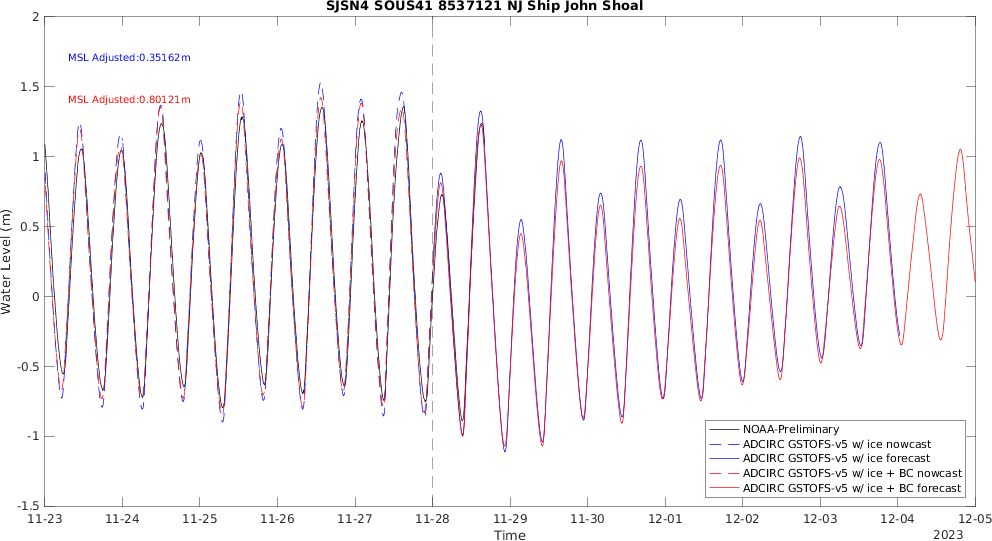 SJSN4 SOUS41 8537121 NJ Ship John Shoal
2
1.5
1
0.5
0
-0.5
-1
-1.5
Water Level (m)
MSL Adjusted:0.35162m
MSL Adjusted:0.80121m
NOAA-Preliminary
ADCIRC GSTOFS-v5 w/ ice nowcast
ADCIRC GSTOFS-v5 w/ ice forecast
ADCIRC GSTOFS-v5 w/ ice + BC nowcast
ADCIRC GSTOFS-v5 w/ ice + BC forecast
11-23 11-24 11-25 11-26 11-27 11-28 11-29 11-30 12-01 12-02 12-03 12-04 12-05
Time
2023